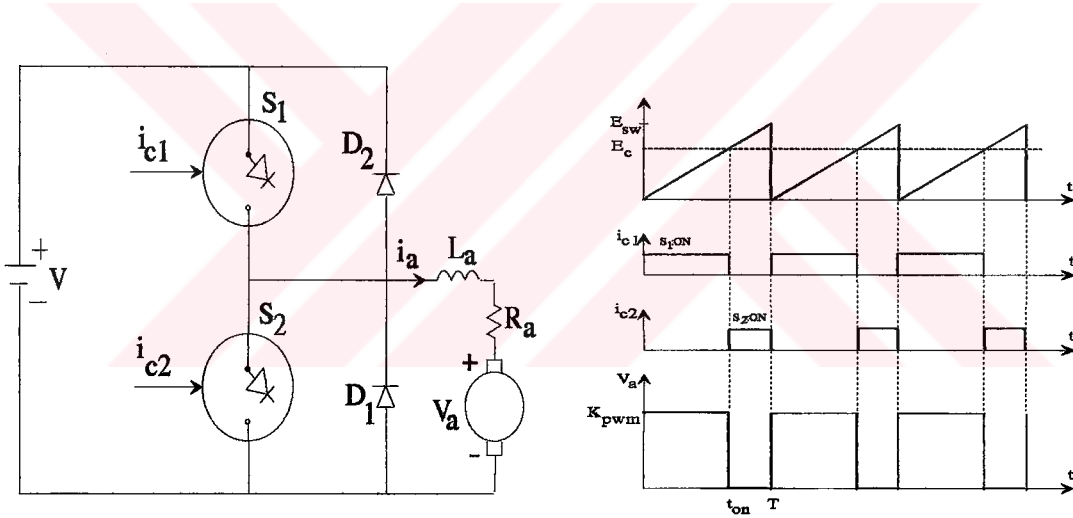 S1
ic1
D2
+
V
−
ia
La
Ra
S2
ic2
D1
+
Va
-
Esw
Ec
t
ic1
S1ON
t
ic2
S2ON
t
Va
Kpwm
t
ton
T